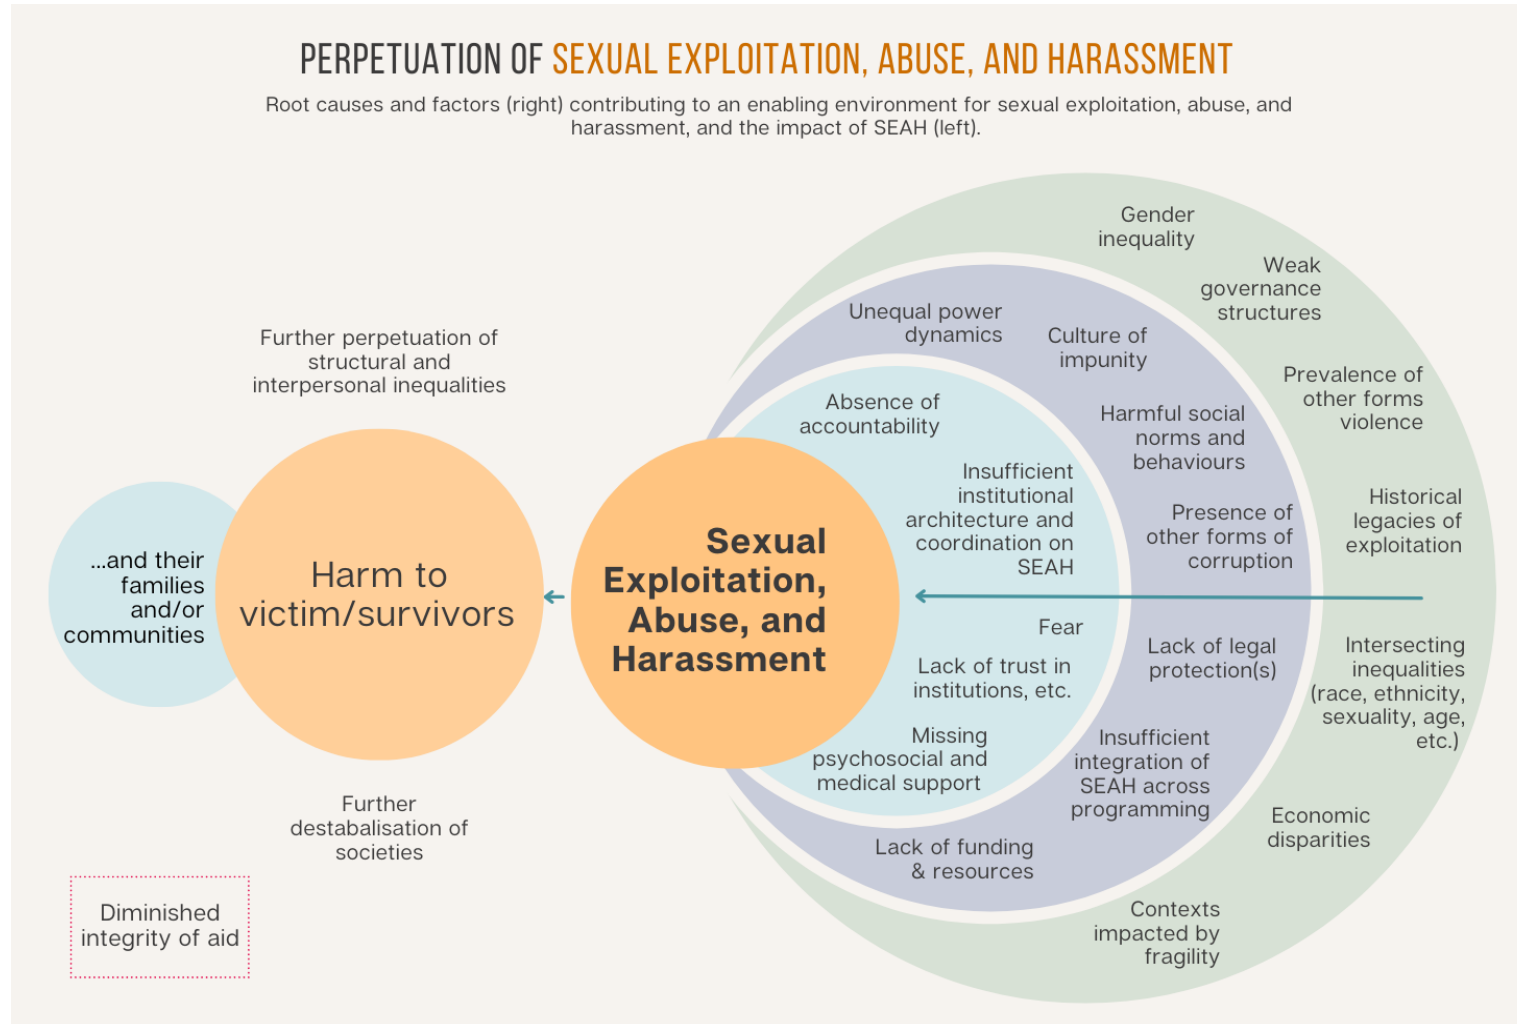 PERPETUATION OF SEXUAL EXPLOITATION, ABUSE, AND HARASSMENT
Root causes and factors (right) contributing to an enabling environment for sexual exploitation, abuse, and
harassment, and the impact of SEAH (left).
Further perpetuation of
structural and
interpersonal inequalities
...and their
families
and/or
communities
Harm to
victim/survivors
Further
destabalisation of
societies
Diminished
integrity of aid
Sexual
Exploitation,
Abuse, and
Harassment
Absence of
accountability
Insufficient
institutional
architecture and
coordination on
SEAH
Fear
Lack of trust in
institutions, etc.
Missing
psychosocial and
medical support
Unequal power
dynamics
Culture of
impunity
Harmful social
norms and
behaviours
Presence of
other forms of
corruption
Lack of legal
protection(s)
Insufficient
integration of
SEAH across
programming
Lack of funding
& resources
Gender
inequality
Weak
governance
structures
Prevalence of
other forms
violence
Historical
legacies of
exploitation
Intersecting
inequalities
(race, ethnicity,
sexuality, age,
etc.)
Economic
disparities
Contexts
impacted by
fragility